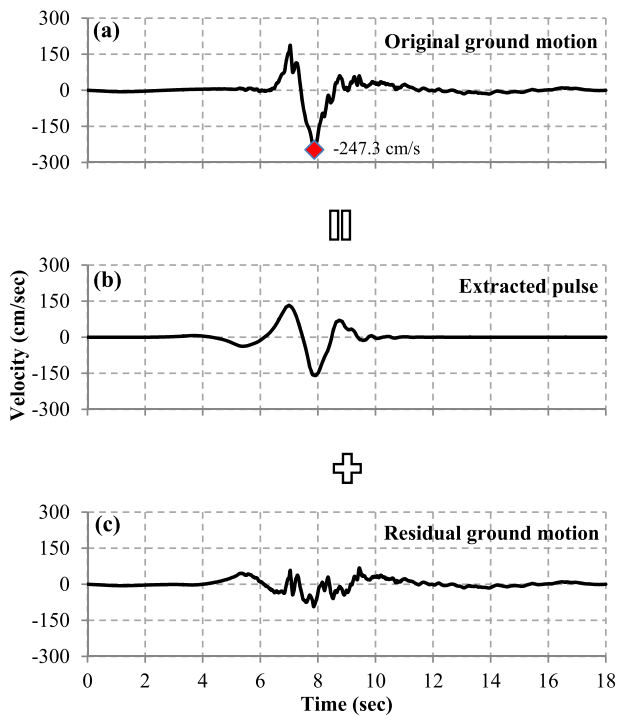 (a)
Original ground motion
300
150
0
-150
-300
-247.3 cm/s
(b)
Extracted pulse
300
150
0
-150
-300
Velocity (cm/sec)
(c)
Residual ground motion
300
150
0
-150
-300
0 2 4 6 8 10 12 14 16 18
Time (sec)